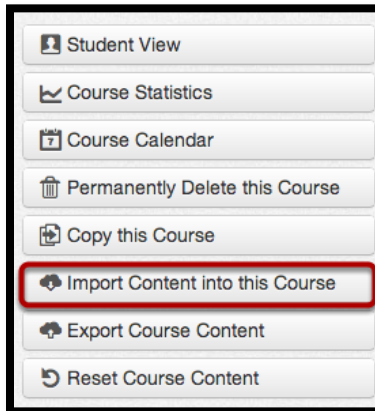 Student View
Course Statistics
7 Course Calendar
Permanently Delete this Course
Copy this Course
Import Content into this Course
Export Course Content
Reset Course Content